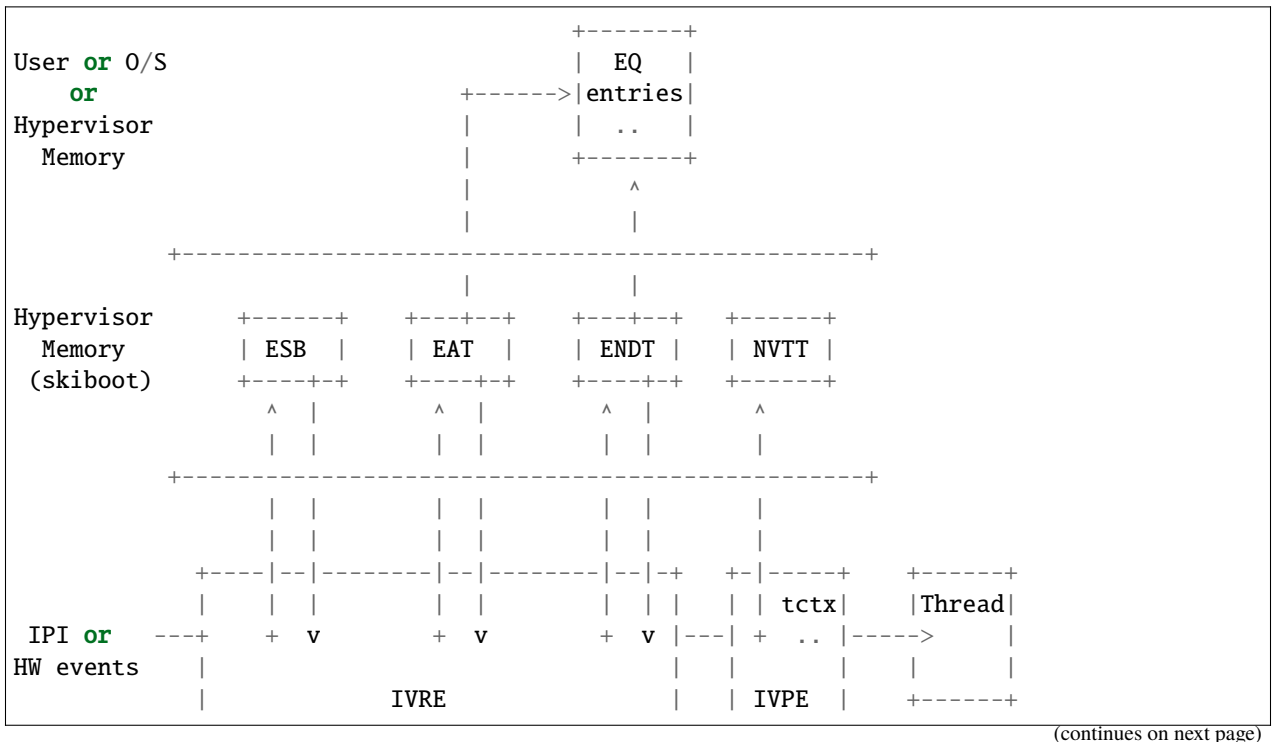 +-------+
User or O/S                              |  EQ   |
    or                          +------>|entries|
Hypervisor                      |       |  ..   |
  Memory                        |       +-------+
                                |           ^
                                |           |
           +-------------------------------------------------+
                                |           |
Hypervisor      +------+    +---+--+    +---+--+   +------+
  Memory        | ESB  |    | EAT  |    | ENDT |   | NVTT |
 (skiboot)      +----+-+    +----+-+    +----+-+   +------+
                  ^  |        ^  |        ^  |       ^
                  |  |        |  |        |  |       |
           +-------------------------------------------------+
                  |  |        |  |        |  |       |
                  |  |        |  |        |  |       |
             +----|--|--------|--|--------|--|-+   +-|-----+    +------+
             |    |  |        |  |        |  | |   | | tctx|    |Thread|
 IPI or   ---+    +  v        +  v        +  v |---| +  .. |----->     |
HW events    |                                 |   |       |    |      |
             |             IVRE                |   | IVPE  |    +------+
(continues on next page)